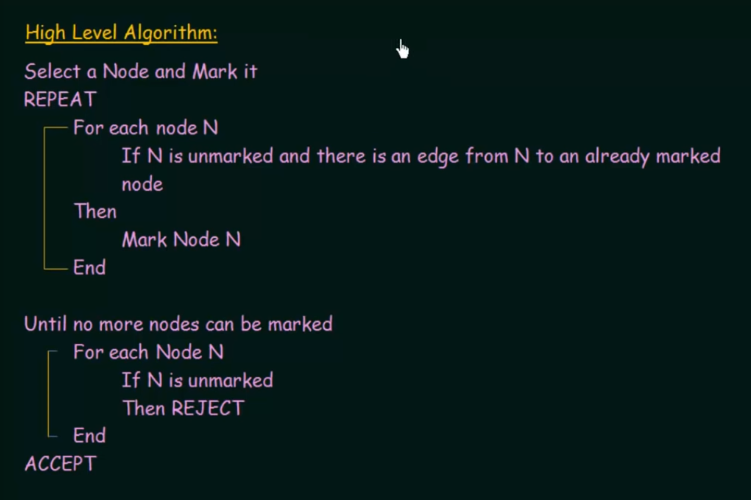 High Level Algorithm:
Select a Node and Mark it
REPEAT
For each node N
If N is unmarked and there is an edge from N to an already marked
node
Then
Mark Node N
End
Until no more nodes can be marked
For each Node N
If N is unmarked
Then REJECT
End
ACCEPT